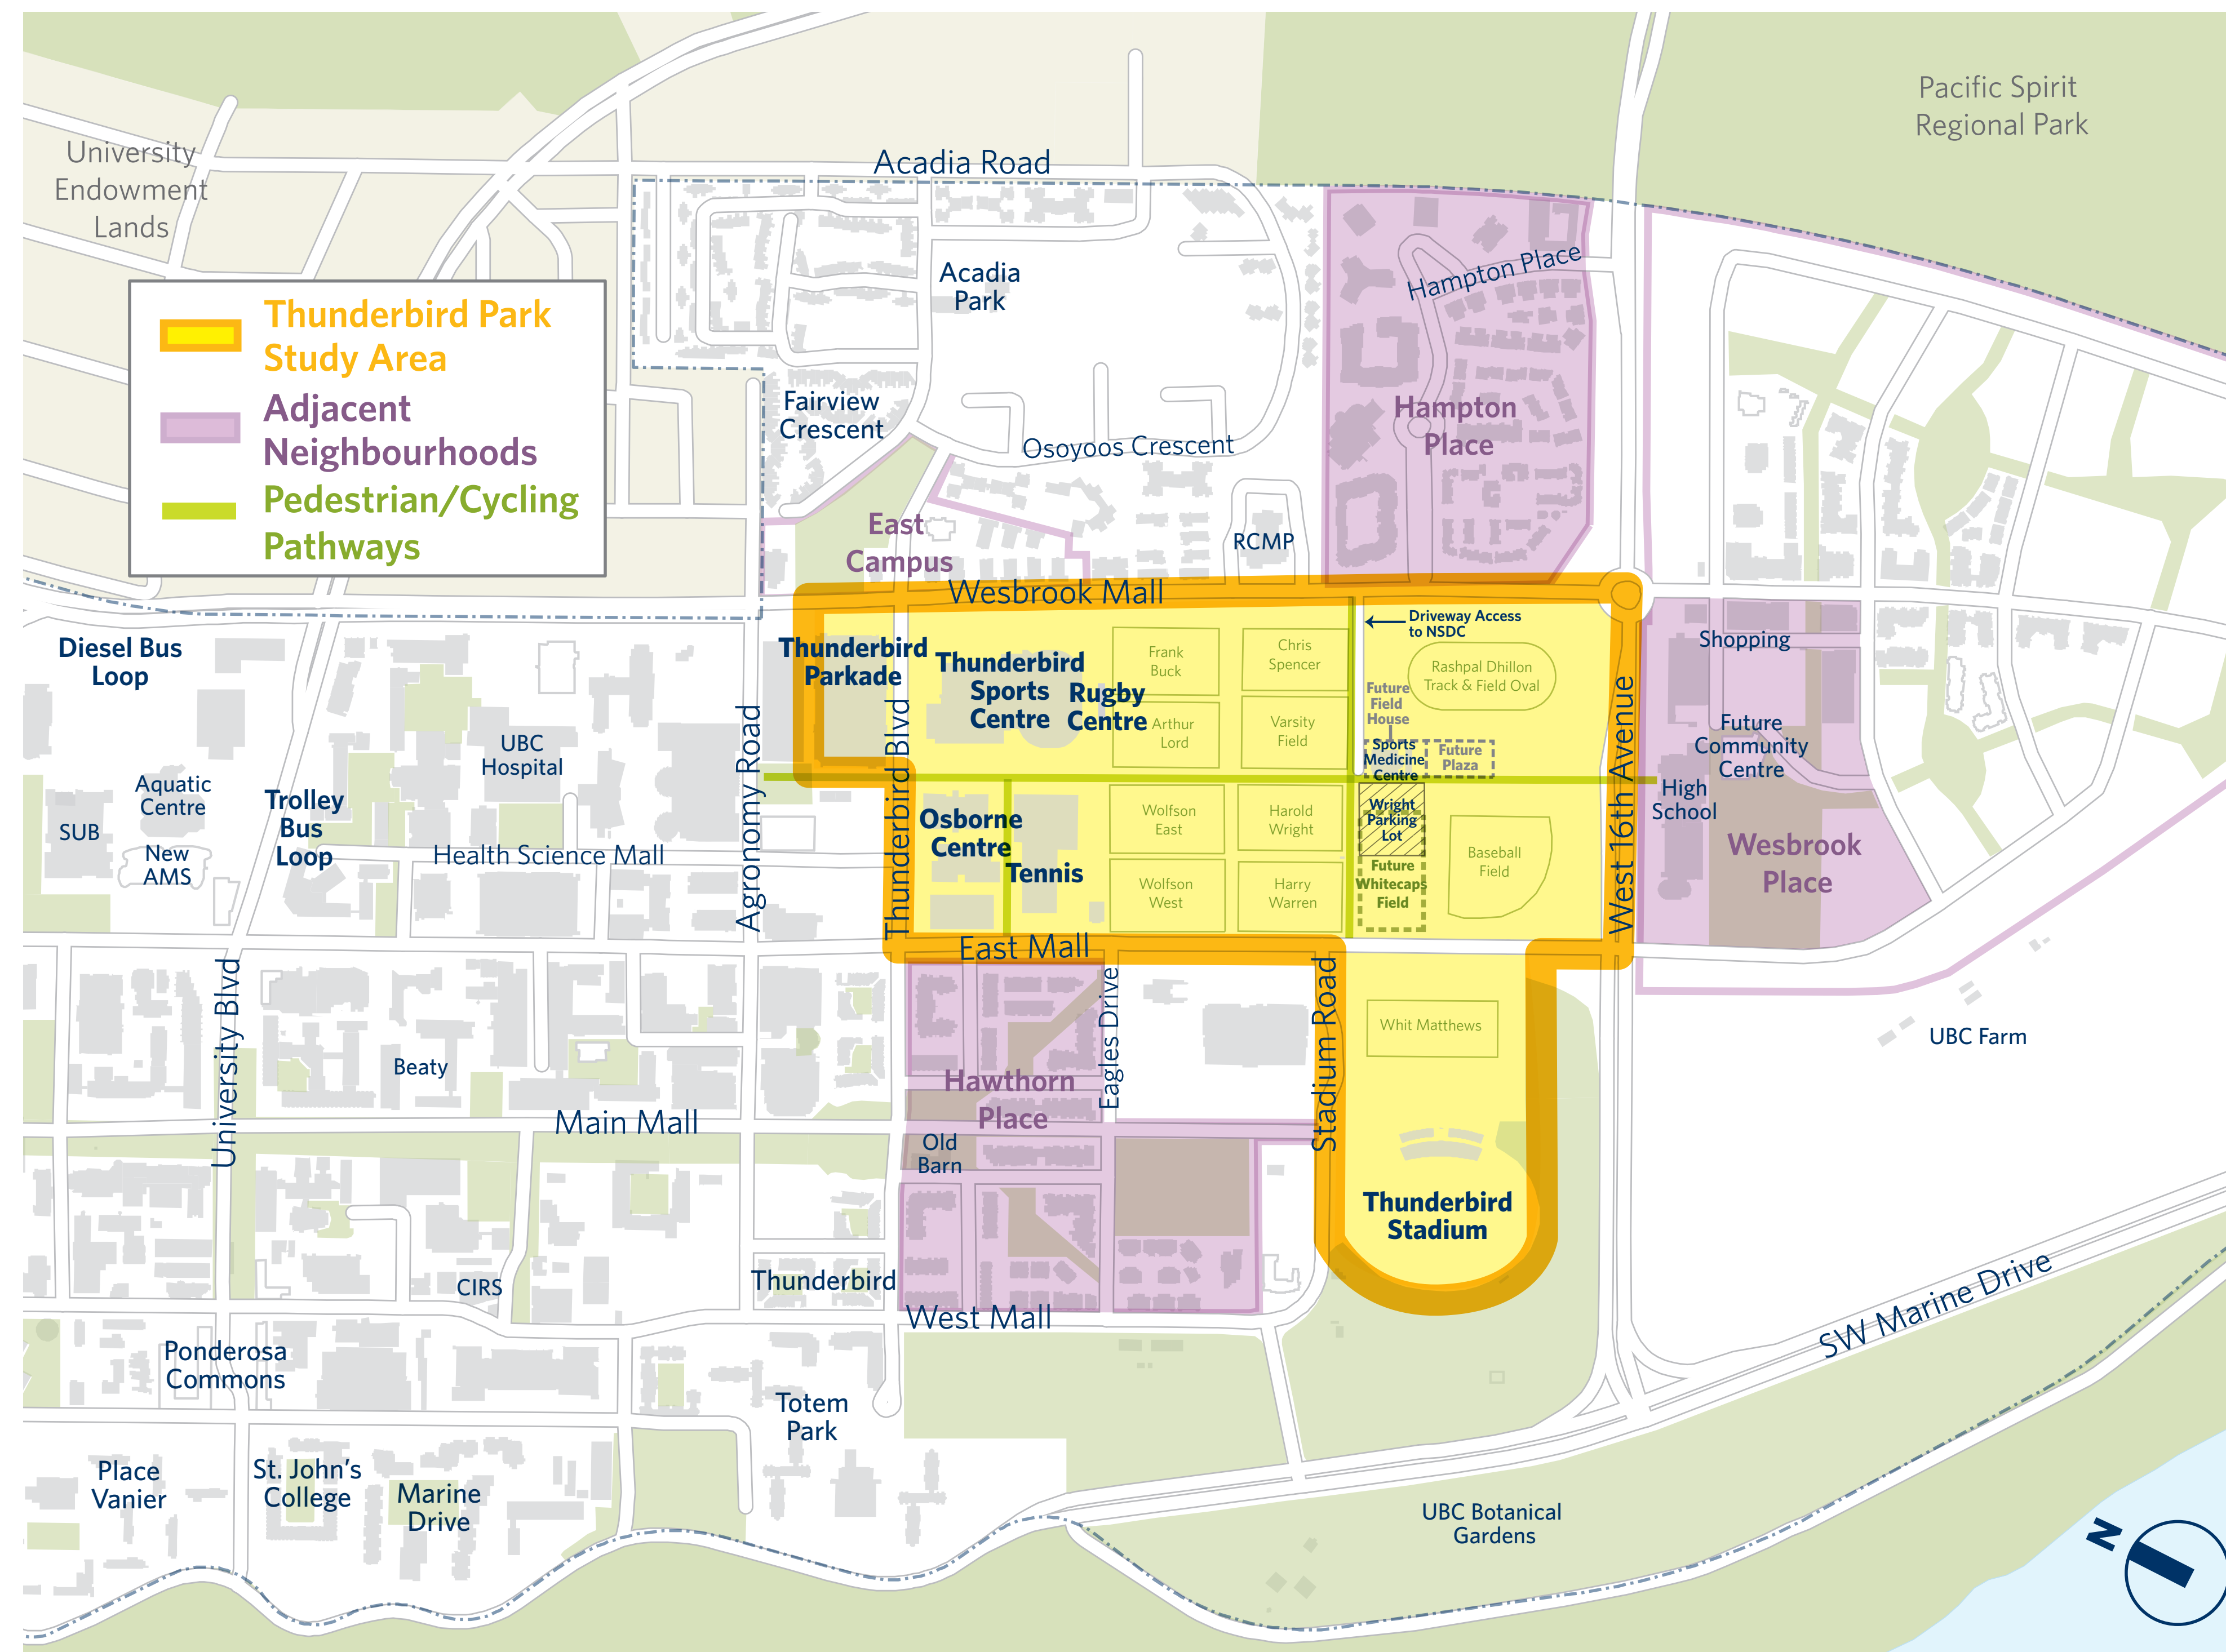 Pacific Spirit
Regional Park
University
Endowment
Lands
Acadia Road
Thunderbird Park
Study Area
Adjacent
Neighbourhoods
Pedestrian/Cycling
Pathways
Acadia
Park
Hampton Place
Fairview
Crescent
Hampton
Place
Osoyoos Crescent
East
Campus
RCMP
Wesbrook Mall
Driveway Access
to NSDC
Diesel Bus
Loop
Thunderbird
Parkade
Thunderbird
Sports
Centre
Rugby
Centre
Frank
Buck
Chris
Spencer
Rashpal Dhillon
Track & Field Oval
Shopping
Arthur
Lord
Varsity
Field
Future
Field
House
Sports
Medicine
Centre
Future
Plaza
West 16th Avenue
Future
Community
Centre
High
School
UBC
Hospital
Agronomy Road
Thunderbird Blvd
Aquatic
Centre
SUB
New
AMS
Trolley
Bus
Loop
Health Science Mall
Osborne
Centre
Tennis
Wolfson
East
Harold
Wright
Wright
Parking
Lot
Baseball
Field
Wesbrook
Place
Wolfson
West
Harry
Warren
Future
Whitecaps
Field
East Mall
University Blvd
Beaty
Eagles Drive
Stadium Road
Whit Matthews
UBC Farm
Hawthorn
Place
Main Mall
Old
Barn
Thunderbird
Stadium
CIRS
Thunderbird
West Mall
SW Marine Drive
Ponderosa
Commons
Totem
Park
Place
Vanier
St. John's
College
Marine
Drive
UBC Botanical
Gardens
N